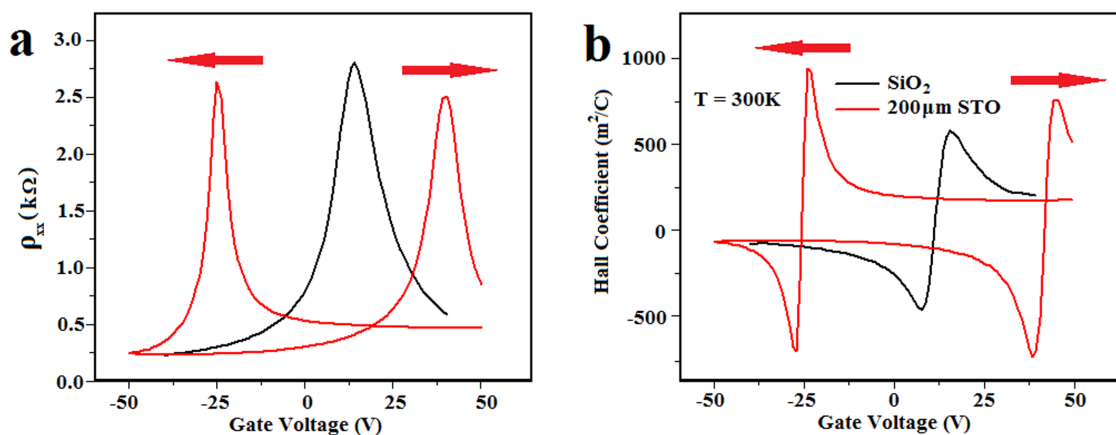 a
3.0
2.5
2.0
1.5
1.0
0.5
0.0
ρxx (kΩ)
-50
-25
0
25
50
Gate Voltage (V)
b
1000
500
0
-500
Hall Coefficient (m²/C)
T = 300K
SiO₂
200μm STO
-50
-25
0
25
50
Gate Voltage (V)